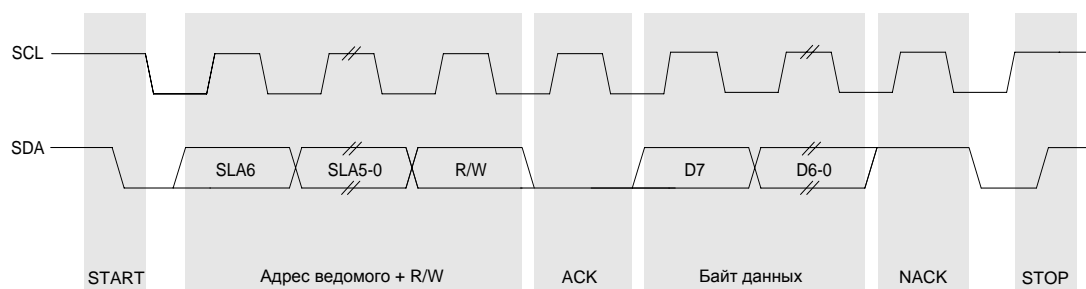 SCL
SDA
SLA6 SLA5-0 R/W D7 D6-0
START Адрес ведомого + R/W ACK Байт данных NACK STOP